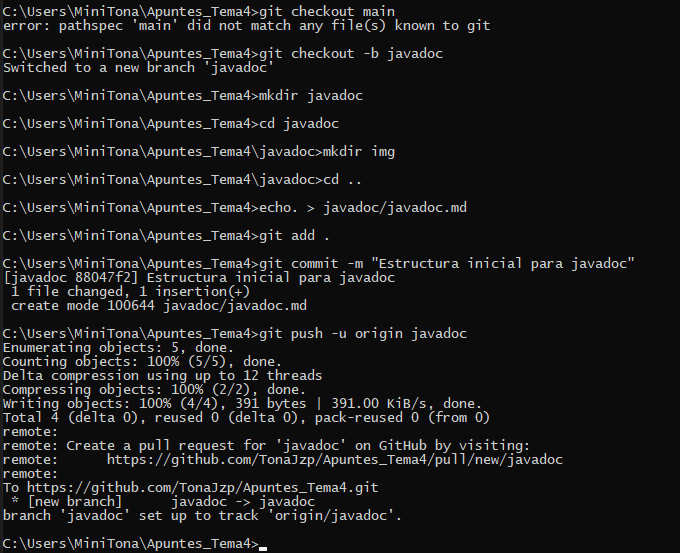 C:\Users\MiniTona\Apuntes_Tema4>git checkout main
error: pathspec 'main' did not match any file(s) known to git
C:\Users\MiniTona\Apuntes_Tema4>git checkout -b javadoc
Switched to a new branch 'javadoc'
C:\Users\MiniTona\Apuntes_Tema4>mkdir javadoc
C:\Users\MiniTona\Apuntes_Tema4>cd javadoc
C:\Users\MiniTona\Apuntes_Tema4\javadoc>mkdir img
C:\Users\MiniTona\Apuntes_Tema4\javadoc>cd ..
C:\Users\MiniTona\Apuntes_Tema4>echo. > javadoc/javadoc.md
C:\Users\MiniTona\Apuntes_Tema4>git add .
C:\Users\MiniTona\Apuntes_Tema4>git commit -m "Estructura inicial para javadoc"
[javadoc 88047f2] Estructura inicial para javadoc
 1 file changed, 1 insertion(+)
 create mode 100644 javadoc/javadoc.md
C:\Users\MiniTona\Apuntes_Tema4>git push -u origin javadoc
Enumerating objects: 5, done.
Counting objects: 100% (5/5), done.
Delta compression using up to 12 threads
Compressing objects: 100% (2/2), done.
Writing objects: 100% (4/4), 391 bytes | 391.00 KiB/s, done.
Total 4 (delta 0), reused 0 (delta 0), pack-reused 0 (from 0)
remote:
remote: Create a pull request for 'javadoc' on GitHub by visiting:
remote:      https://github.com/TonaJzp/Apuntes_Tema4/pull/new/javadoc
remote:
To https://github.com/TonaJzp/Apuntes_Tema4.git
 * [new branch]      javadoc -> javadoc
branch 'javadoc' set up to track 'origin/javadoc'.
C:\Users\MiniTona\Apuntes_Tema4>